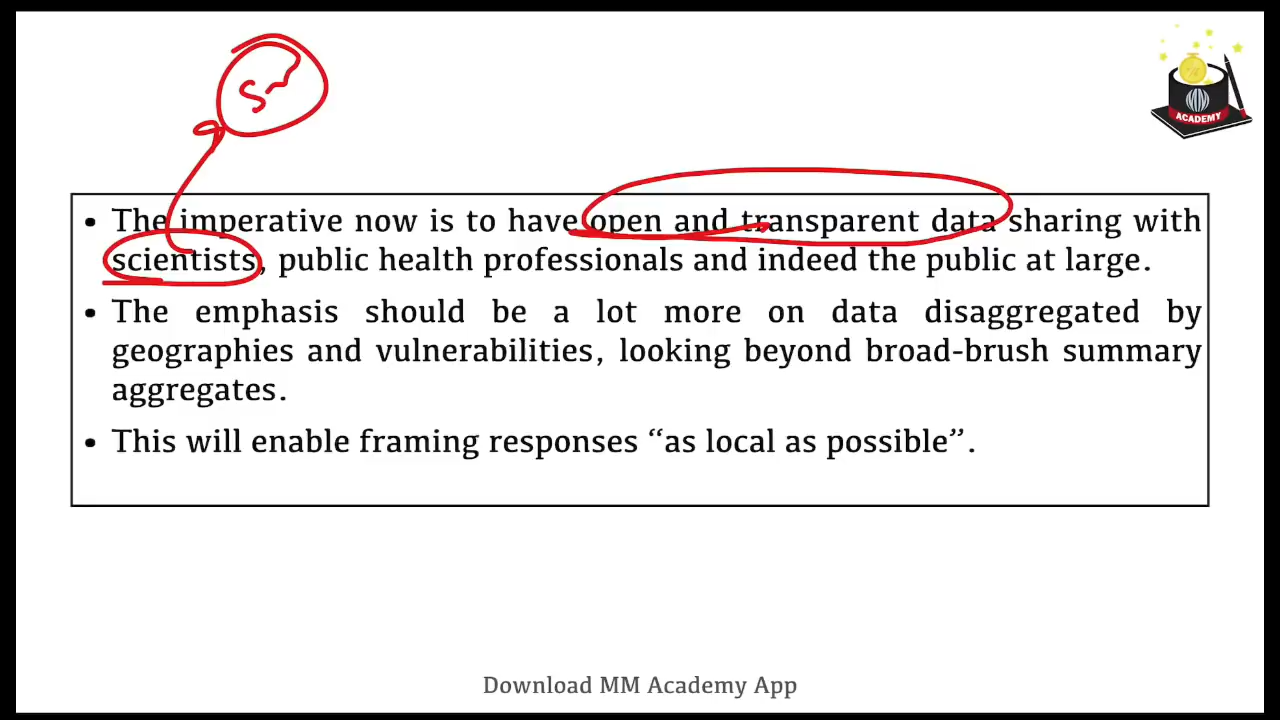 ACADEMY
• The imperative now is to have open and transparent data sharing with
scientists, public health professionals and indeed the public at large.
• The emphasis should be a lot more on data disaggregated by
geographies and vulnerabilities, looking beyond broad-brush summary
aggregates.
• This will enable framing responses “as local as possible”.
Download MM Academy App